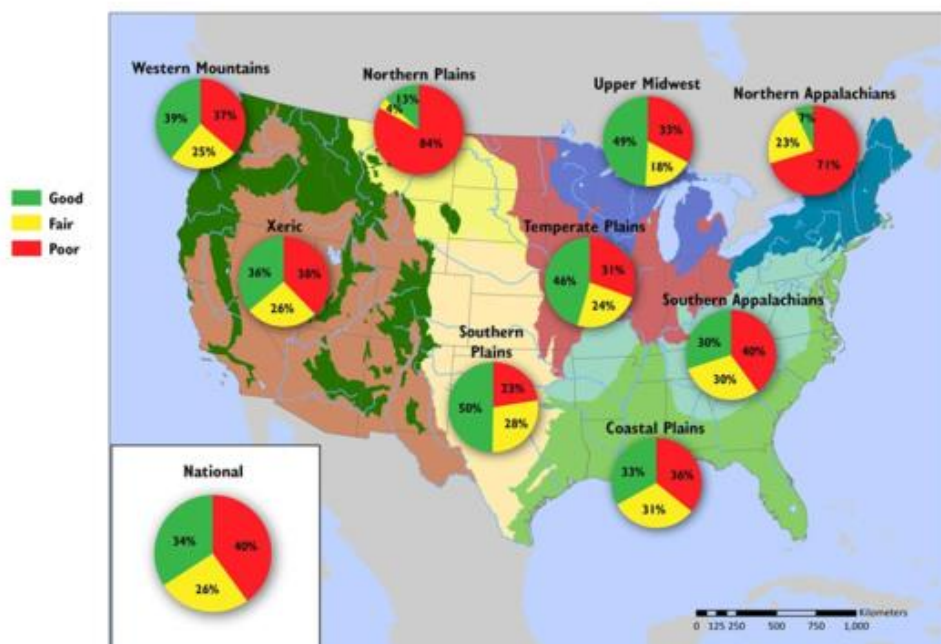 Western Mountains
39%
37%
25%
Northern Plains
13%
4%
84%
Upper Midwest
49%
33%
18%
Northern Appalachians
7%
23%
71%
Good
Fair
Poor
Xeric
36%
38%
26%
Temperate Plains
46%
31%
24%
Southern Appalachians
30%
40%
30%
Southern
Plains
50%
23%
28%
Coastal Plains
33%
36%
31%
National
34%
40%
26%
Kilometers
0 125 250 500 750 1,000